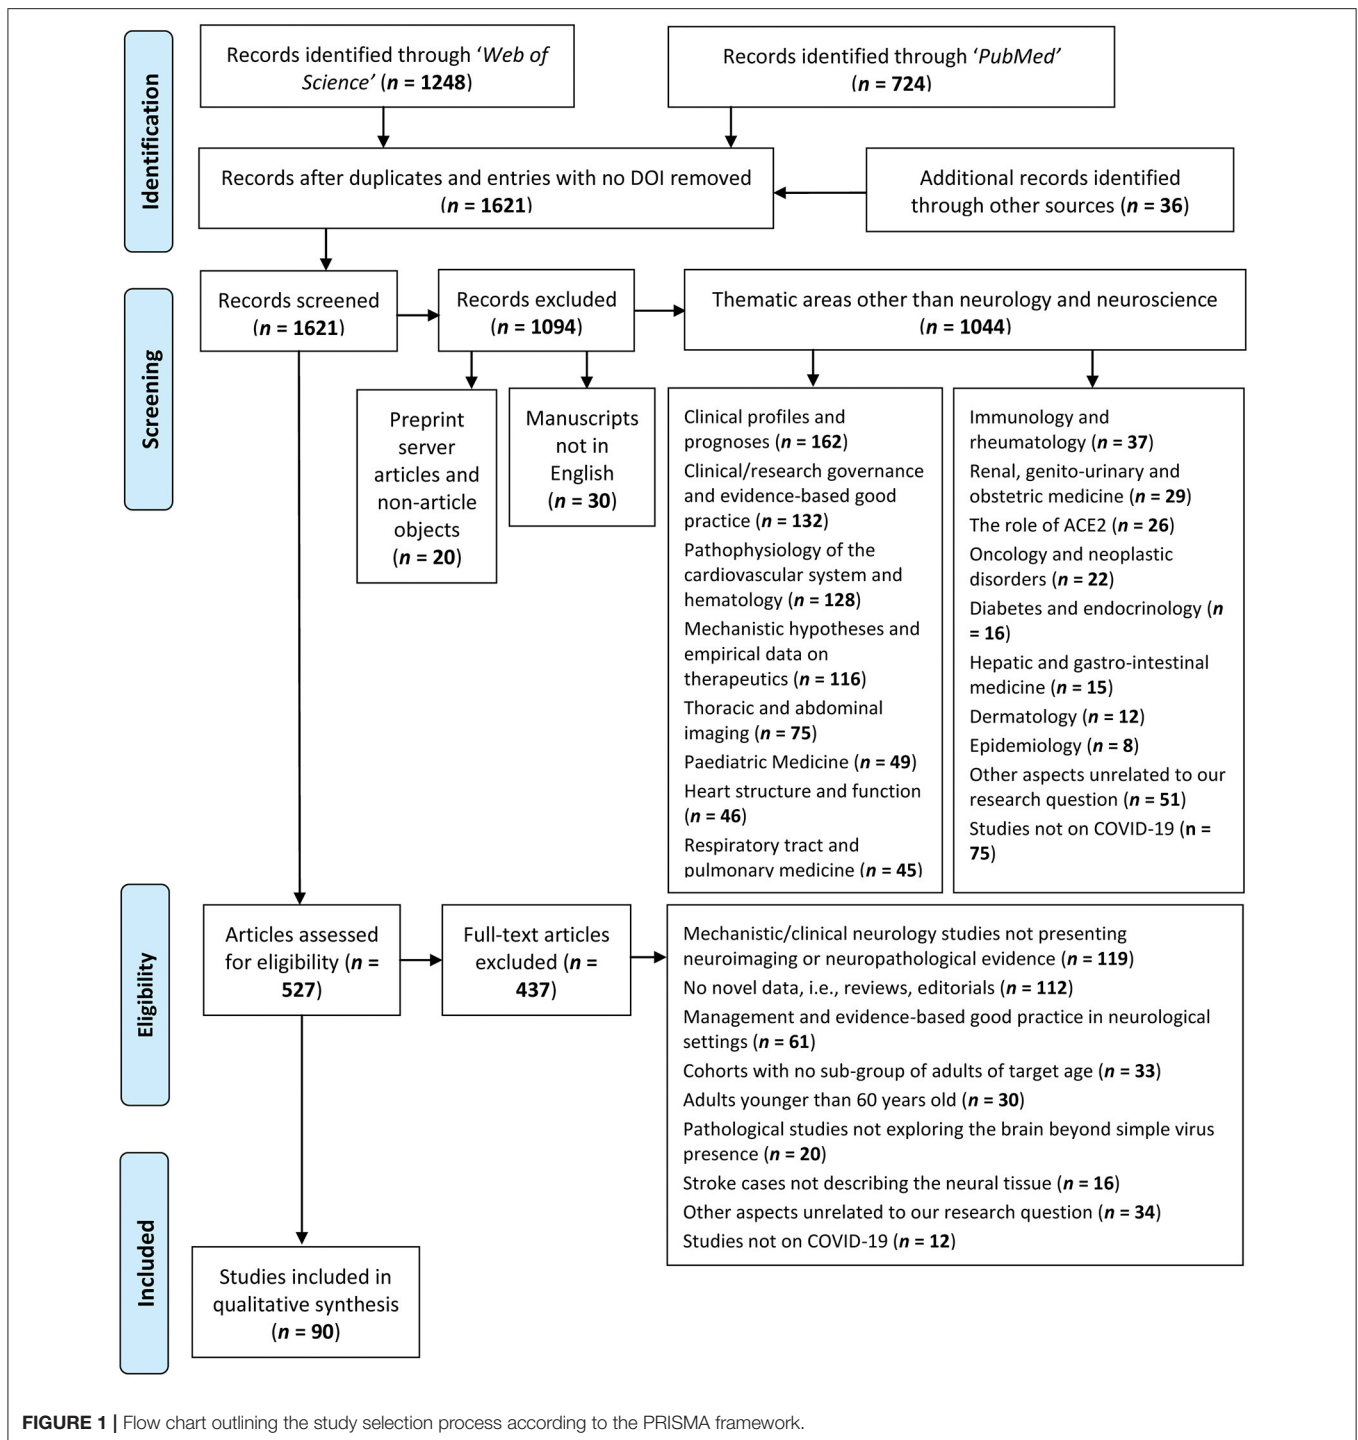 Identification
Records identified through ‘Web of
Science’ (n = 1248)
Records identified through ‘PubMed’
(n = 724)
Records after duplicates and entries with no DOI removed
(n = 1621)
Additional records identified
through other sources (n = 36)
Screening
Records screened
(n = 1621)
Records excluded
(n = 1094)
Thematic areas other than neurology and neuroscience
(n = 1044)
Preprint
server
articles and
non-article
objects
(n = 20)
Manuscripts
not in
English
(n = 30)
Clinical profiles and
prognoses (n = 162)
Clinical/research governance
and evidence-based good
practice (n = 132)
Pathophysiology of the
cardiovascular system and
hematology (n = 128)
Mechanistic hypotheses and
empirical data on
therapeutics (n = 116)
Thoracic and abdominal
imaging (n = 75)
Paediatric Medicine (n = 49)
Heart structure and function
(n = 46)
Respiratory tract and
pulmonary medicine (n = 45)
Immunology and
rheumatology (n = 37)
Renal, genito-urinary and
obstetric medicine (n = 29)
The role of ACE2 (n = 26)
Oncology and neoplastic
disorders (n = 22)
Diabetes and endocrinology (n
= 16)
Hepatic and gastro-intestinal
medicine (n = 15)
Dermatology (n = 12)
Epidemiology (n = 8)
Other aspects unrelated to our
research question (n = 51)
Studies not on COVID-19 (n =
75)
Eligibility
Articles assessed
for eligibility (n =
527)
Full-text articles
excluded (n =
437)
Mechanistic/clinical neurology studies not presenting
neuroimaging or neuropathological evidence (n = 119)
No novel data, i.e., reviews, editorials (n = 112)
Management and evidence-based good practice in neurological
settings (n = 61)
Cohorts with no sub-group of adults of target age (n = 33)
Adults younger than 60 years old (n = 30)
Pathological studies not exploring the brain beyond simple virus
presence (n = 20)
Stroke cases not describing the neural tissue (n = 16)
Other aspects unrelated to our research question (n = 34)
Studies not on COVID-19 (n = 12)
Included
Studies included in
qualitative synthesis
(n = 90)
FIGURE 1 | Flow chart outlining the study selection process according to the PRISMA framework.